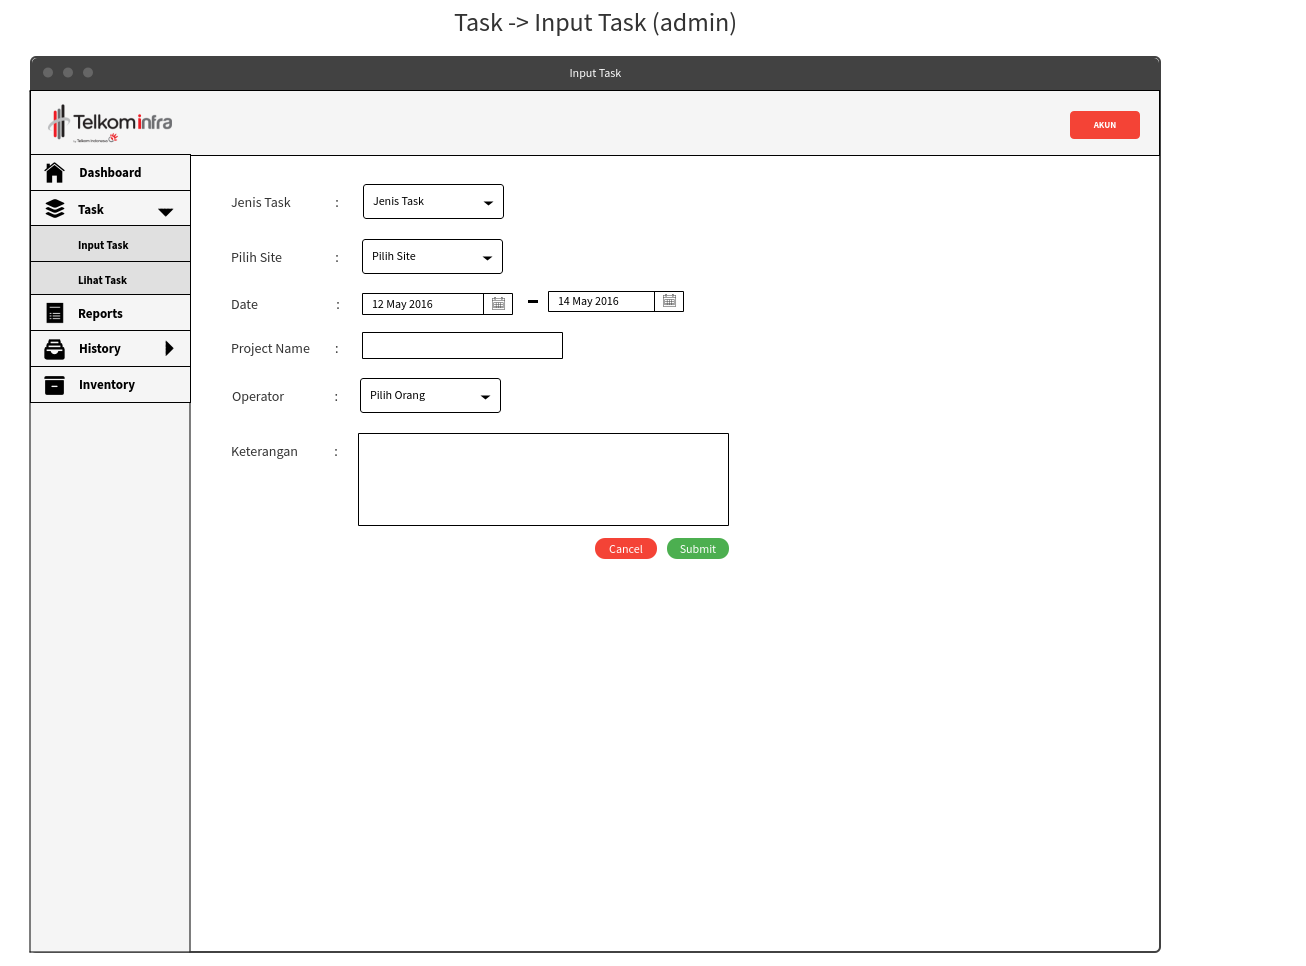 Task -> Input Task (admin)
Input Task
Telkominfra
by Telkom Indonesia
AKUN
Dashboard
Task
Input Task
Lihat Task
Reports
History
Inventory
Jenis Task : Jenis Task
Pilih Site : Pilih Site
Date : 12 May 2016 - 14 May 2016
Project Name :
Operator : Pilih Orang
Keterangan :
Cancel Submit